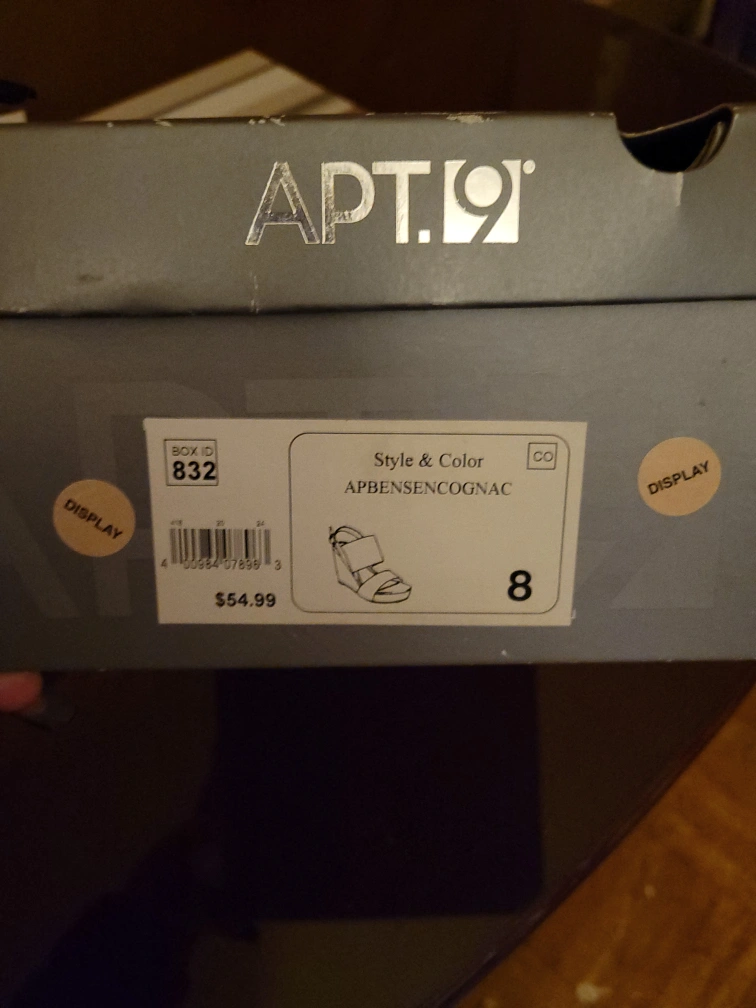 APT.9®
BOX ID
832
Style & Color
CO
APBENSENCOGNAC
DISPLAY
DISPLAY
8
$54.99